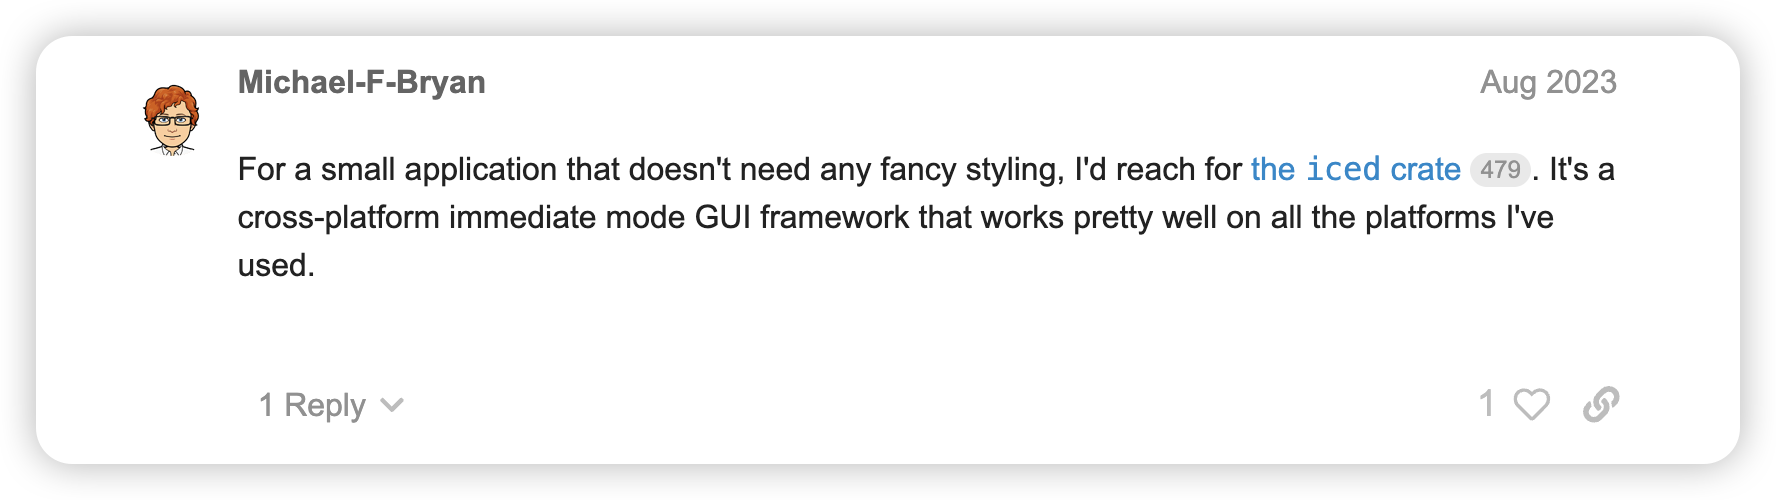 Michael-F-Bryan
Aug 2023
For a small application that doesn't need any fancy styling, I'd reach for the iced crate 479. It's a
cross-platform immediate mode GUI framework that works pretty well on all the platforms I've
used.
1 Reply
1